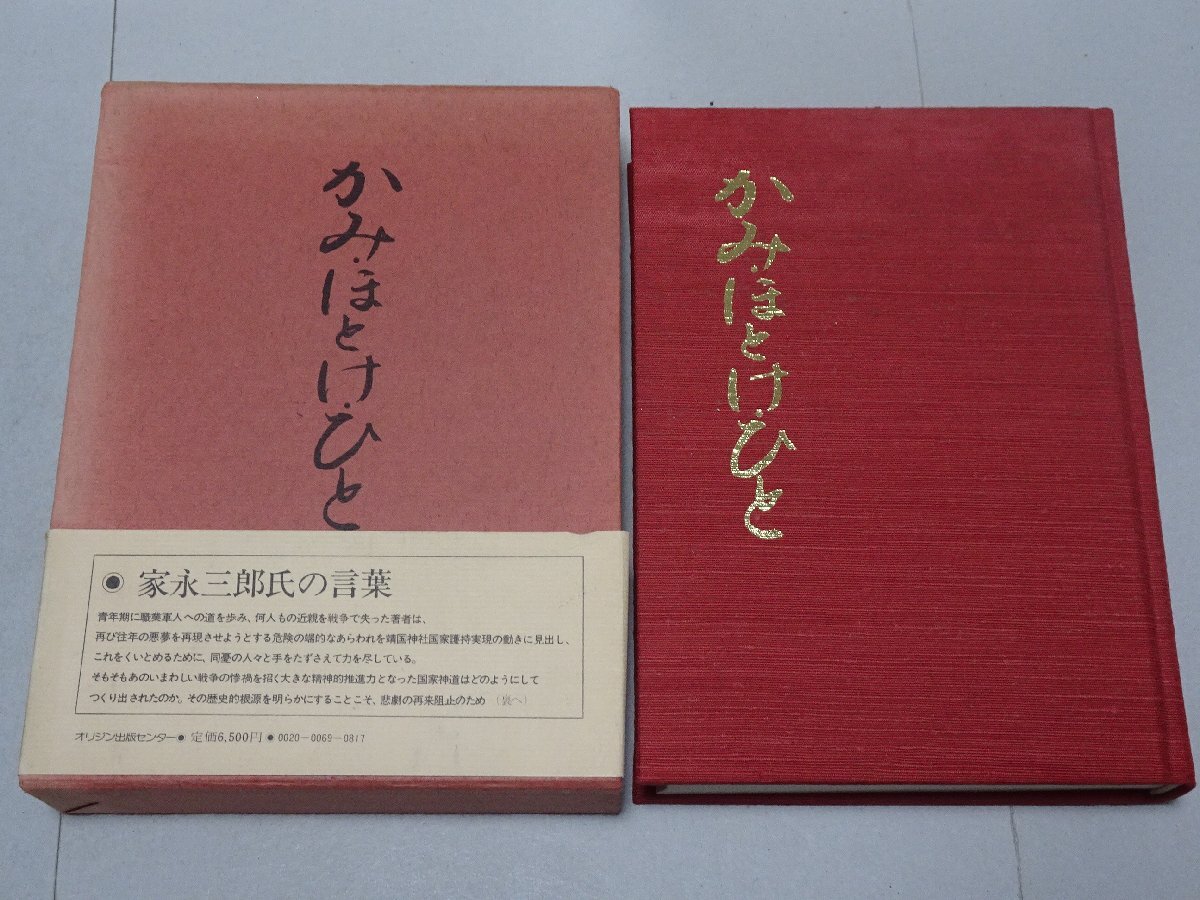 かみ・ほとけ・ひと
● 家永三郎氏の言葉
青年期に職業軍人への道を歩み、何人もの近親を戦争で失った著者は、
再び往年の悪夢を再現させようとする危険の端的なあらわれを靖国神社国家護持実現の動きに見出し、
これをくいとめるために、同憂の人々と手をたずさえて力を尽している。
そもそもあのいまわしい戦争の惨禍を招く大きな精神的推進力となった国家神道はどのようにして
つくり出されたのか。その歴史的根源を明らかにすることこそ、悲劇の再来阻止のため (裏へ)
オリジン出版センター● 定価6,500円 ● 0020-0069-0817
かみ・ほとけ・ひと